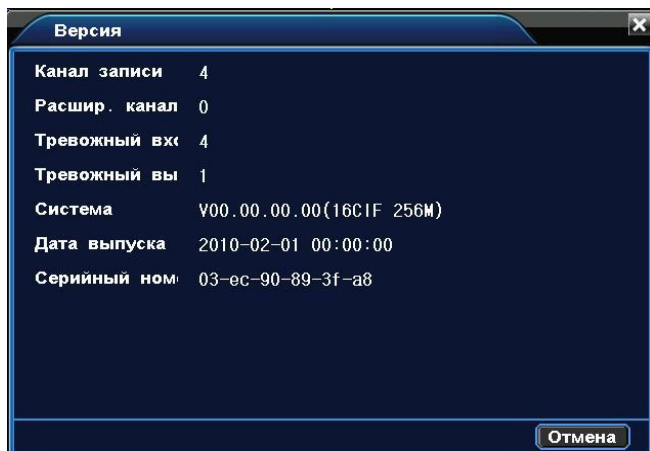 Версия
Канал записи 4
Расшир. канал 0
Тревожный вхо 4
Тревожный вы 1
Система V00.00.00.00(16CIF 256M)
Дата выпуска 2010-02-01 00:00:00
Серийный ном 03-ec-90-89-3f-a8
Отмена